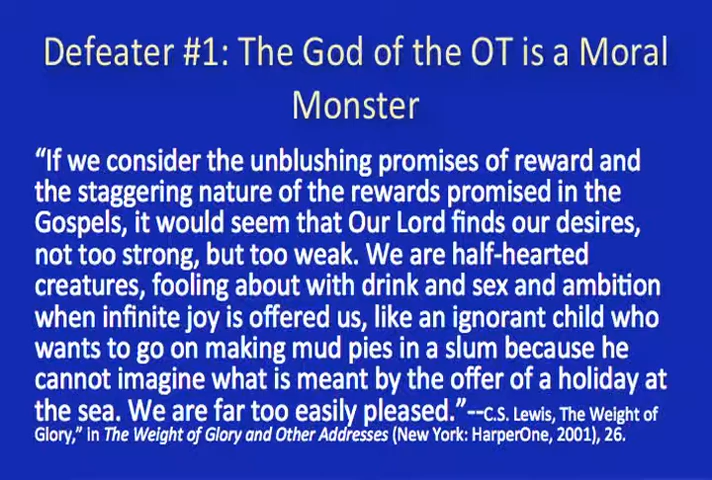 Defeater #1: The God of the OT is a Moral
Monster
“If we consider the unblushing promises of reward and
the staggering nature of the rewards promised in the
Gospels, it would seem that Our Lord finds our desires,
not too strong, but too weak. We are half-hearted
creatures, fooling about with drink and sex and ambition
when infinite joy is offered us, like an ignorant child who
wants to go on making mud pies in a slum because he
cannot imagine what is meant by the offer of a holiday at
the sea. We are far too easily pleased.”--C.S. Lewis, The Weight of
Glory,” in The Weight of Glory and Other Addresses (New York: HarperOne, 2001), 26.